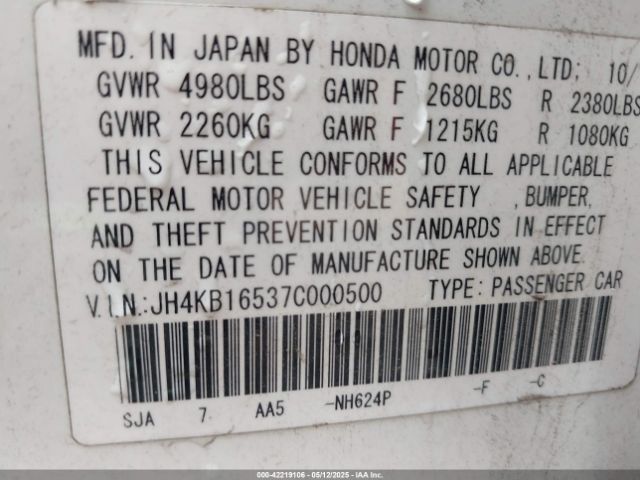 MFD. IN JAPAN BY HONDA MOTOR CO., LTD; 10/
GVWR 4980LBS GAWR F 2680LBS R 2380LBS
GVWR 2260KG GAWR F 1215KG R 1080KG
THIS VEHICLE CONFORMS TO ALL APPLICABLE
FEDERAL MOTOR VEHICLE SAFETY , BUMPER,
AND THEFT PREVENTION STANDARDS IN EFFECT
ON THE DATE OF MANUFACTURE SHOWN ABOVE.
V.I.N.:JH4KB16537C000500 TYPE: PASSENGER CAR
SJA 7 AA5 -NH624P -F -C
000-42219106 - 05/12/2025 - IAAI.COM